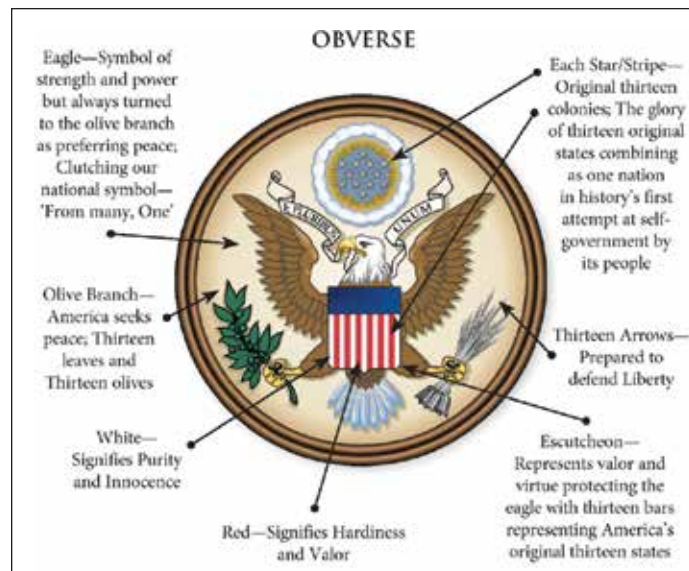 OBVERSE
Eagle—Symbol of
strength and power
but always turned
to the olive branch
as preferring peace;
Clutching our
national symbol—
'From many, One'
Each Star/Stripe—
Original thirteen
colonies; The glory
of thirteen original
states combining
as one nation
in history's first
attempt at self-
government by
its people
E PLURIBUS
UNUM
Olive Branch—
America seeks
peace; Thirteen
leaves and
Thirteen olives
Thirteen Arrows—
Prepared to
defend Liberty
White—
Signifies Purity
and Innocence
Red—Signifies Hardiness
and Valor
Escutcheon—
Represents valor and
virtue protecting the
eagle with thirteen bars
representing America's
original thirteen states